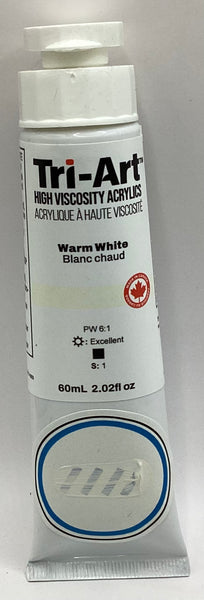 Tri-Art™
HIGH VISCOSITY ACRYLICS
ACRYLIQUE À HAUTE VISCOSITÉ
Warm White
Blanc chaud
PW 6:1
: Excellent
S: 1
60mL 2.02fl oz